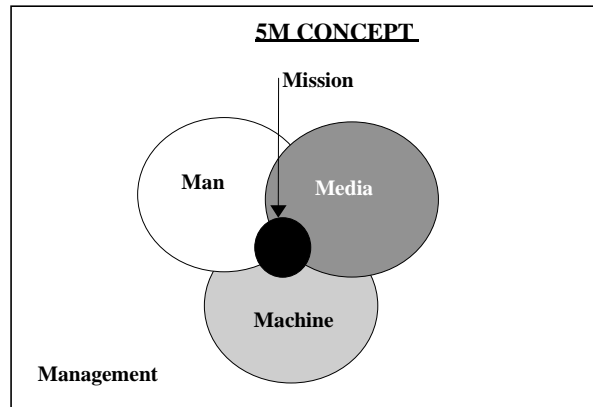 5M CONCEPT
Mission
Man
Media
Machine
Management